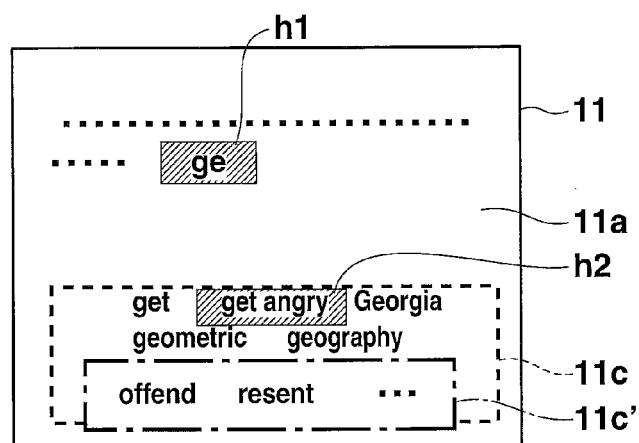 h1
11
ge
11a
h2
get get angry Georgia
geometric geography
11c
offend resent ...
11c'